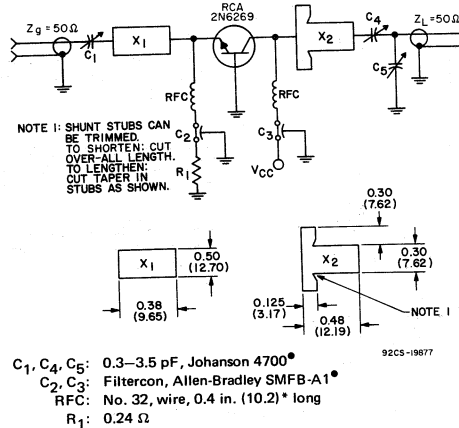 RCA
2N6269
Zg = 50Ω
C1
X1
X2
C4
ZL = 50Ω
C5
RFC
RFC
NOTE 1: SHUNT STUBS CAN
BE TRIMMED.
TO SHORTEN: CUT
OVER-ALL LENGTH.
TO LENGTHEN:
CUT TAPER IN
STUBS AS SHOWN.
C2
C3
R1
VCC
X1
0.50
(12.70)
0.38
(9.65)
X2
0.30
(7.62)
0.30
(7.62)
0.125
(3.17)
0.48
(12.19)
NOTE 1
92CS-19877
C1, C4, C5: 0.3–3.5 pF, Johanson 4700●
C2, C3: Filtercon, Allen-Bradley SMFB-A1●
RFC: No. 32, wire, 0.4 in. (10.2)* long
R1: 0.24 Ω